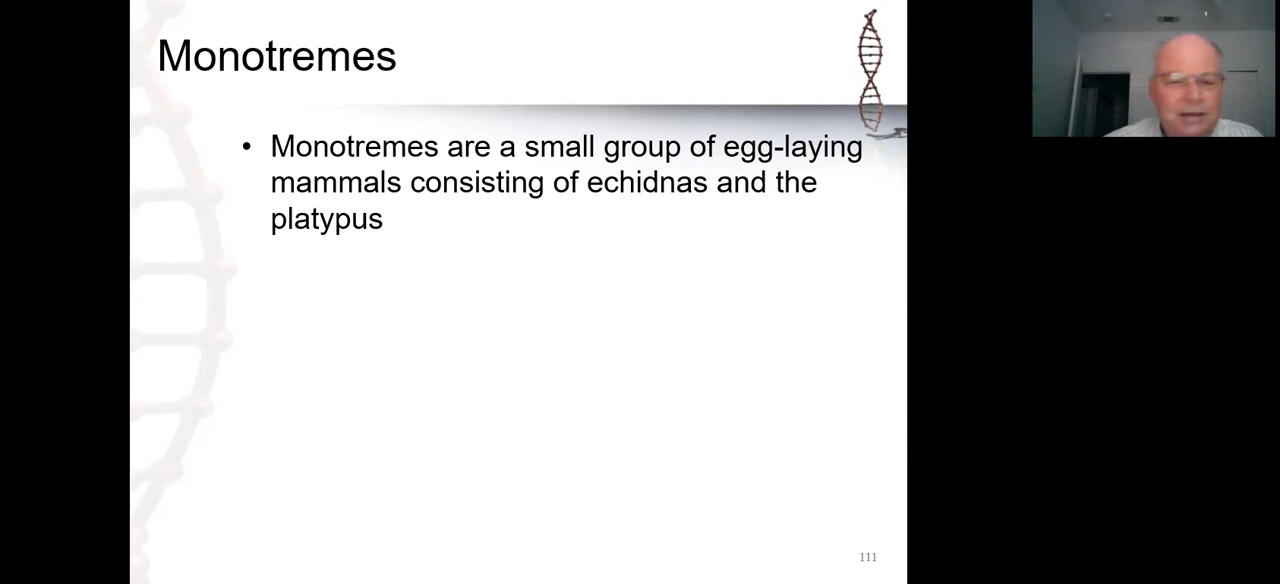 Monotremes
• Monotremes are a small group of egg-laying
mammals consisting of echidnas and the
platypus
111